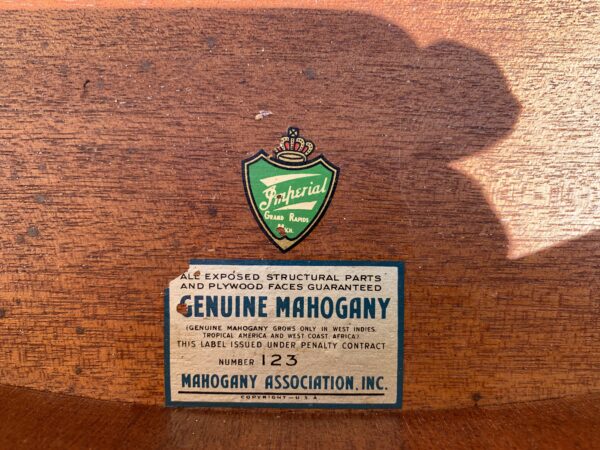 Imperial
GRAND RAPIDS
MICH.
ALL EXPOSED STRUCTURAL PARTS
AND PLYWOOD FACES GUARANTEED
GENUINE MAHOGANY
(GENUINE MAHOGANY GROWS ONLY IN WEST INDIES,
TROPICAL AMERICA AND WEST COAST, AFRICA)
THIS LABEL ISSUED UNDER PENALTY CONTRACT
NUMBER 123
MAHOGANY ASSOCIATION, INC.
COPYRIGHT—U.S.A.